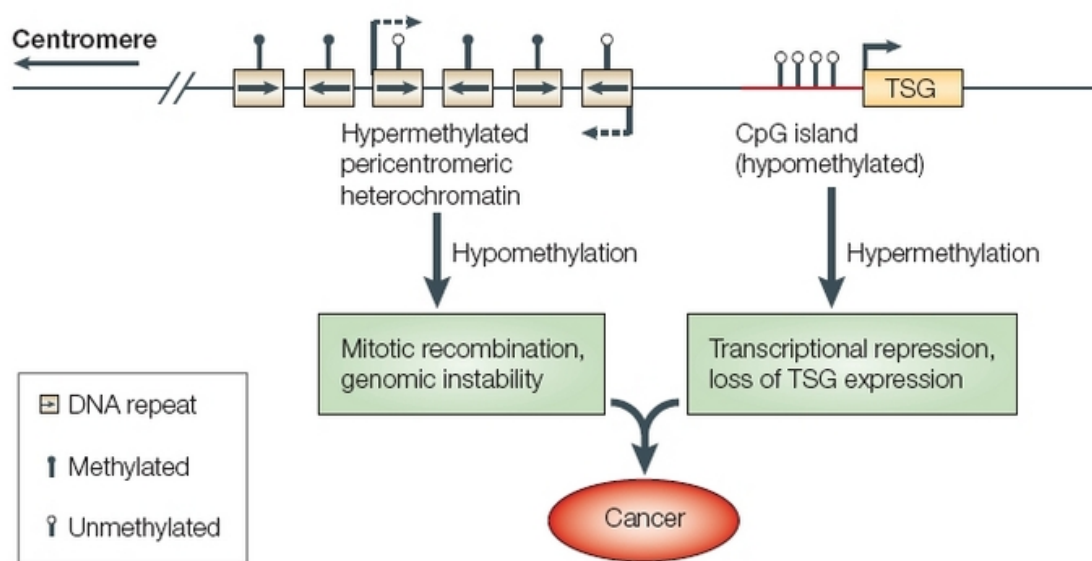 Centromere
TSG
Hypermethylated
pericentromeric
heterochromatin
CpG island
(hypomethylated)
Hypomethylation
Hypermethylation
Mitotic recombination,
genomic instability
Transcriptional repression,
loss of TSG expression
DNA repeat
Methylated
Unmethylated
Cancer